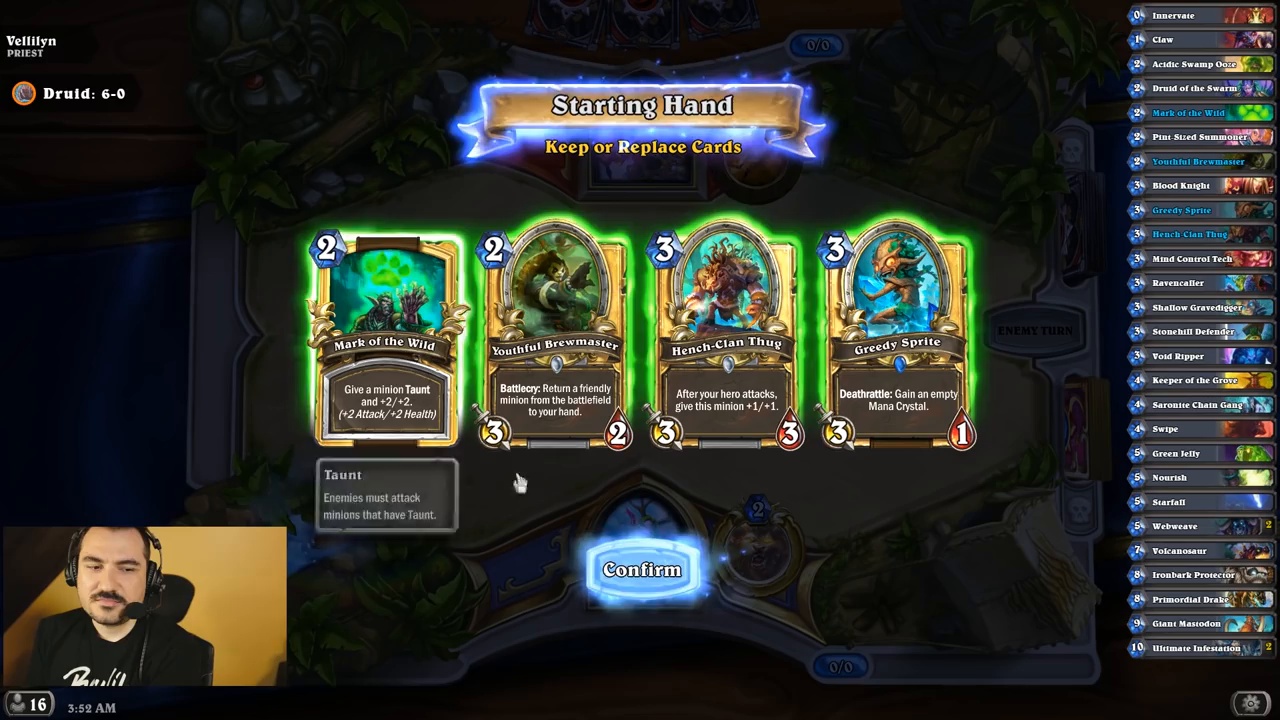 Vellilyn
PRIEST
Druid: 6-0
0/0
Starting Hand
Keep or Replace Cards
2
Mark of the Wild
Give a minion Taunt
and +2/+2.
(+2 Attack/+2 Health)
2
Youthful Brewmaster
Battlecry: Return a friendly
minion from the battlefield
to your hand.
3
2
3
Hench-Clan Thug
After your hero attacks,
give this minion +1/+1.
3
3
3
Greedy Sprite
Deathrattle: Gain an empty
Mana Crystal.
3
1
Taunt
Enemies must attack
minions that have Taunt.
ENEMY TURN
2
Confirm
0/0
16
3:52 AM
0 Innervate
1 Claw
2 Acidic Swamp Ooze
2 Druid of the Swarm
2 Mark of the Wild
2 Pint-Sized Summoner
2 Youthful Brewmaster
3 Blood Knight
3 Greedy Sprite
3 Hench-Clan Thug
3 Mind Control Tech
3 Ravencaller
3 Shallow Gravedigger
3 Stonehill Defender
3 Void Ripper
4 Keeper of the Grove
4 Saronite Chain Gang
4 Swipe
5 Green Jelly
5 Nourish
5 Starfall
5 Webweave 2
7 Volcanosaur
8 Ironbark Protector
8 Primordial Drake
9 Giant Mastodon
10 Ultimate Infestation 2